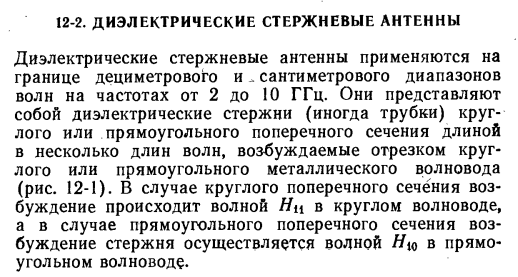 12-2. ДИЭЛЕКТРИЧЕСКИЕ СТЕРЖНЕВЫЕ АНТЕННЫ
Диэлектрические стержневые антенны применяются на
границе дециметрового и сантиметрового диапазонов
волн на частотах от 2 до 10 ГГц. Они представляют
собой диэлектрические стержни (иногда трубки) круг-
лого или прямоугольного поперечного сечения длиной
в несколько длин волн, возбуждаемые отрезком круг-
лого или прямоугольного металлического волновода
(рис. 12-1). В случае круглого поперечного сечения воз-
буждение происходит волной H₁₁ в круглом волноводе,
а в случае прямоугольного поперечного сечения воз-
буждение стержня осуществляется волной H₁₀ в прямо-
угольном волноводе.